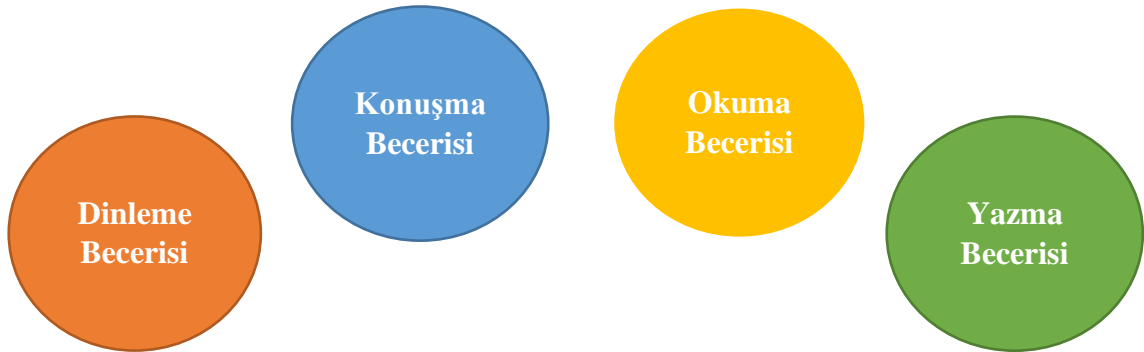 Dinleme
Becerisi
Konuşma
Becerisi
Okuma
Becerisi
Yazma
Becerisi